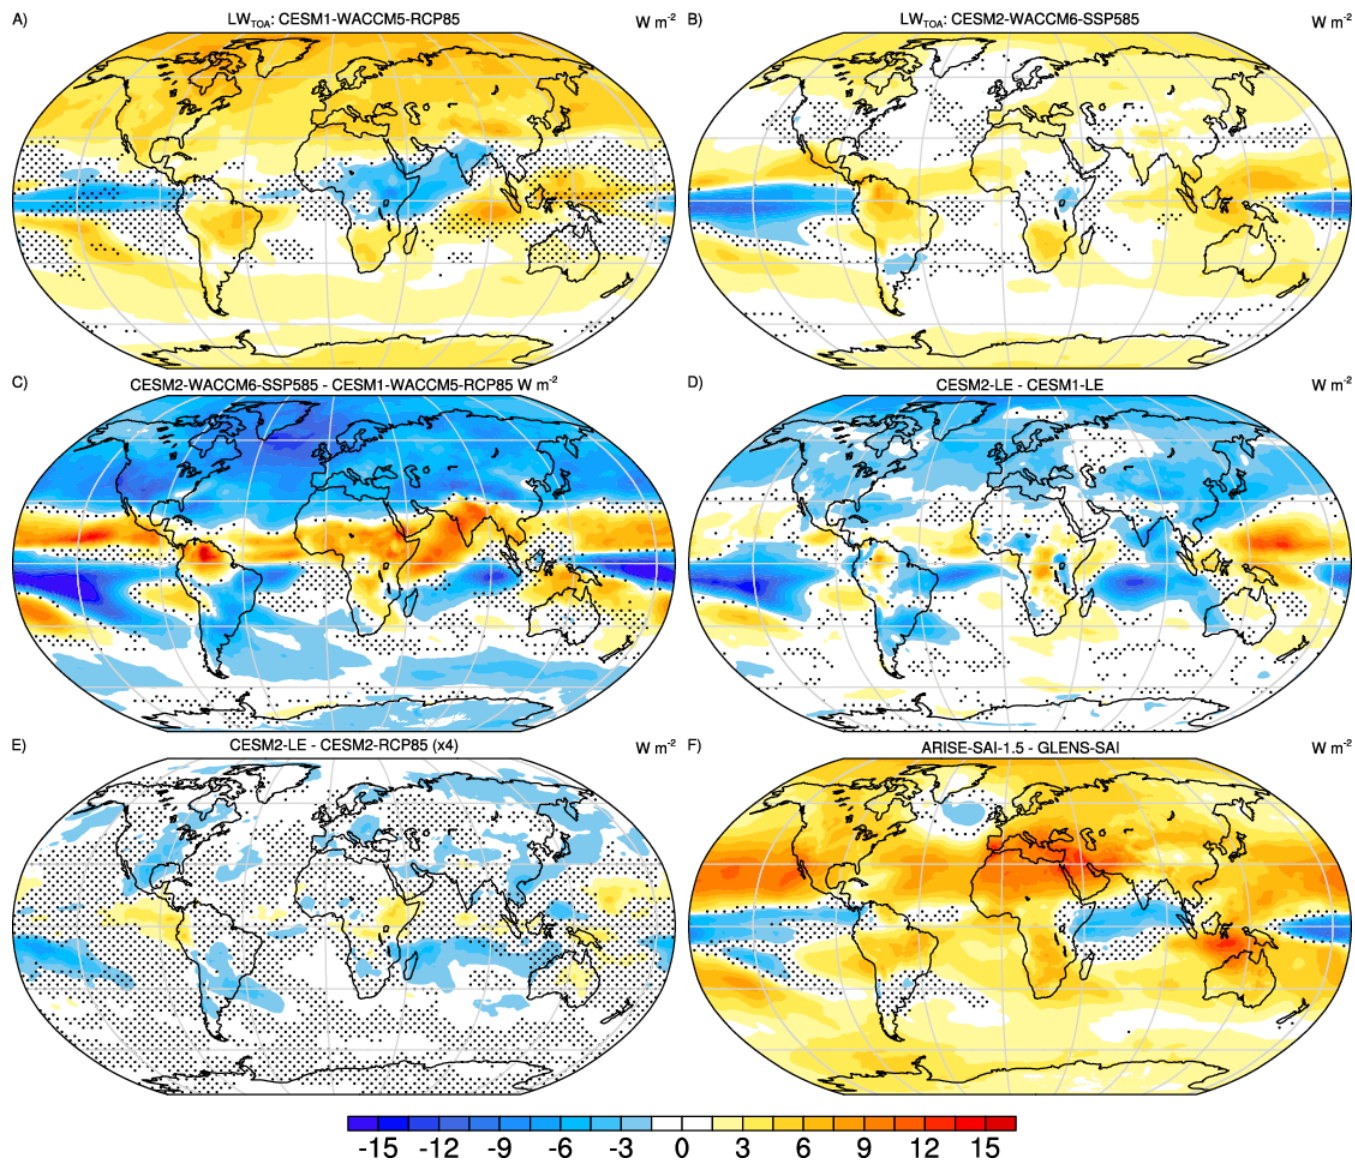 A) LW_TOA: CESM1-WACCM5-RCP85 W m⁻²
B) LW_TOA: CESM2-WACCM6-SSP585 W m⁻²
C) CESM2-WACCM6-SSP585 - CESM1-WACCM5-RCP85 W m⁻²
D) CESM2-LE - CESM1-LE W m⁻²
E) CESM2-LE - CESM2-RCP85 (x4) W m⁻²
F) ARISE-SAI-1.5 - GLENS-SAI W m⁻²
-15 -12 -9 -6 -3 0 3 6 9 12 15